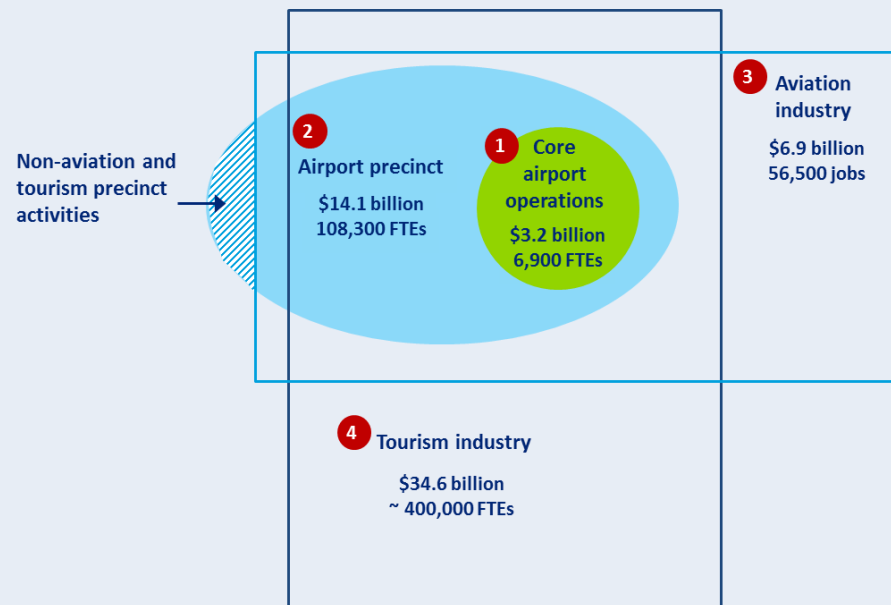 Non-aviation and
tourism precinct
activities
2
Airport precinct
$14.1 billion
108,300 FTEs
1
Core
airport
operations
$3.2 billion
6,900 FTEs
3
Aviation
industry
$6.9 billion
56,500 jobs
4
Tourism industry
$34.6 billion
~ 400,000 FTEs